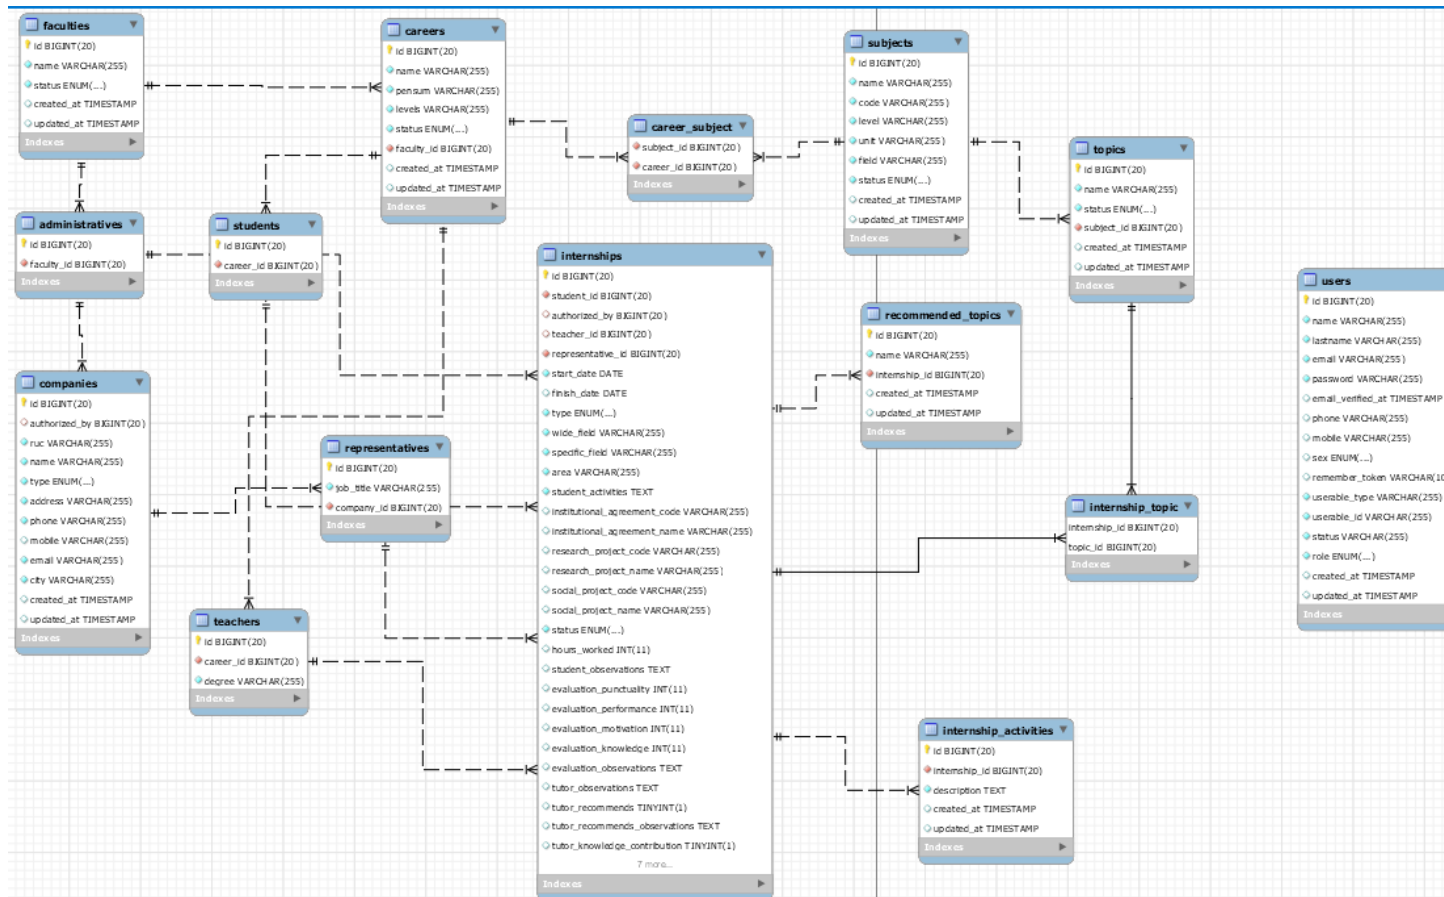 faculties
id BIGINT(20)
name VARCHAR(255)
status ENUM(...)
created_at TIMESTAMP
updated_at TIMESTAMP
Indexes
careers
id BIGINT(20)
name VARCHAR(255)
pensum VARCHAR(255)
levels VARCHAR(255)
status ENUM(...)
faculty_id BIGINT(20)
created_at TIMESTAMP
updated_at TIMESTAMP
Indexes
career_subject
subject_id BIGINT(20)
career_id BIGINT(20)
Indexes
subjects
id BIGINT(20)
name VARCHAR(255)
code VARCHAR(255)
level VARCHAR(255)
unit VARCHAR(255)
field VARCHAR(255)
status ENUM(...)
created_at TIMESTAMP
updated_at TIMESTAMP
Indexes
topics
id BIGINT(20)
name VARCHAR(255)
status ENUM(...)
subject_id BIGINT(20)
created_at TIMESTAMP
updated_at TIMESTAMP
Indexes
administratives
id BIGINT(20)
faculty_id BIGINT(20)
Indexes
students
id BIGINT(20)
career_id BIGINT(20)
Indexes
internships
id BIGINT(20)
student_id BIGINT(20)
authorized_by BIGINT(20)
teacher_id BIGINT(20)
representative_id BIGINT(20)
start_date DATE
finish_date DATE
type ENUM(...)
wide_field VARCHAR(255)
specific_field VARCHAR(255)
area VARCHAR(255)
student_activities TEXT
institutional_agreement_code VARCHAR(255)
institutional_agreement_name VARCHAR(255)
research_project_code VARCHAR(255)
research_project_name VARCHAR(255)
social_project_code VARCHAR(255)
social_project_name VARCHAR(255)
status ENUM(...)
hours_worked INT(11)
student_observations TEXT
evaluation_punctuality INT(11)
evaluation_performance INT(11)
evaluation_motivation INT(11)
evaluation_knowledge INT(11)
evaluation_observations TEXT
tutor_observations TEXT
tutor_recommends TINYINT(1)
tutor_recommends_observations TEXT
tutor_knowledge_contribution TINYINT(1)
7 more...
Indexes
recommended_topics
id BIGINT(20)
name VARCHAR(255)
internship_id BIGINT(20)
created_at TIMESTAMP
updated_at TIMESTAMP
Indexes
users
id BIGINT(20)
name VARCHAR(255)
lastname VARCHAR(255)
email VARCHAR(255)
password VARCHAR(255)
email_verified_at TIMESTAMP
phone VARCHAR(255)
mobile VARCHAR(255)
sex ENUM(...)
remember_token VARCHAR(10
userable_type VARCHAR(255)
userable_id VARCHAR(255)
status VARCHAR(255)
role ENUM(...)
created_at TIMESTAMP
updated_at TIMESTAMP
Indexes
companies
id BIGINT(20)
authorized_by BIGINT(20)
ruc VARCHAR(255)
name VARCHAR(255)
type ENUM(...)
address VARCHAR(255)
phone VARCHAR(255)
mobile VARCHAR(255)
email VARCHAR(255)
city VARCHAR(255)
created_at TIMESTAMP
updated_at TIMESTAMP
Indexes
representatives
id BIGINT(20)
job_title VARCHAR(255)
company_id BIGINT(20)
Indexes
internship_topic
internship_id BIGINT(20)
topic_id BIGINT(20)
Indexes
teachers
id BIGINT(20)
career_id BIGINT(20)
degree VARCHAR(255)
Indexes
internship_activities
id BIGINT(20)
internship_id BIGINT(20)
description TEXT
created_at TIMESTAMP
updated_at TIMESTAMP
Indexes